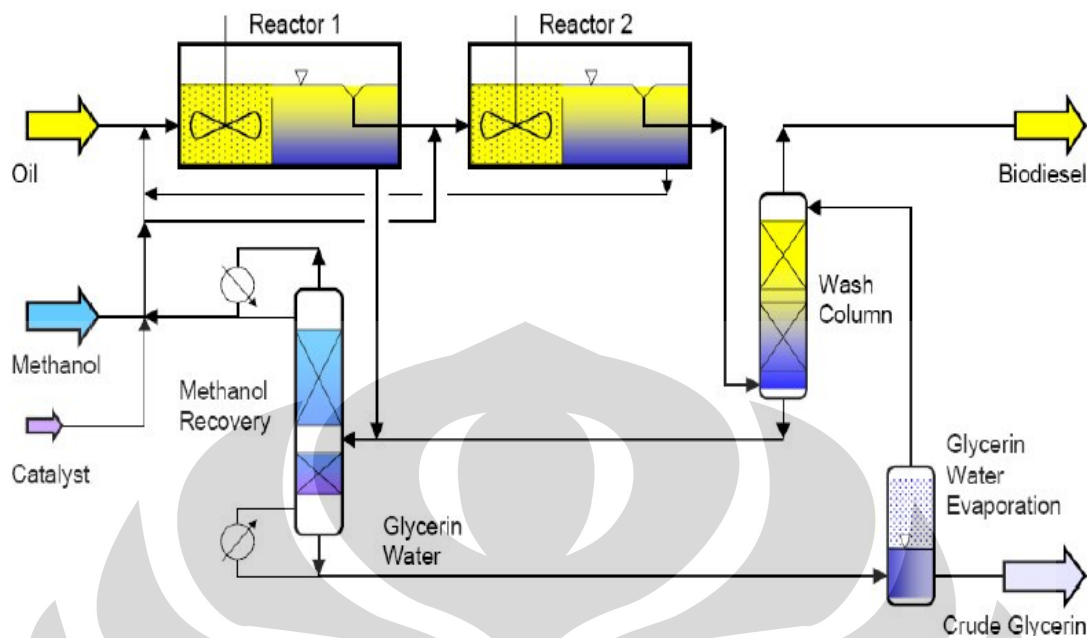 Reactor 1
Reactor 2
Oil
Biodiesel
Wash
Column
Methanol
Methanol
Recovery
Catalyst
Glycerin
Water
Evaporation
Glycerin
Water
Crude Glycerin